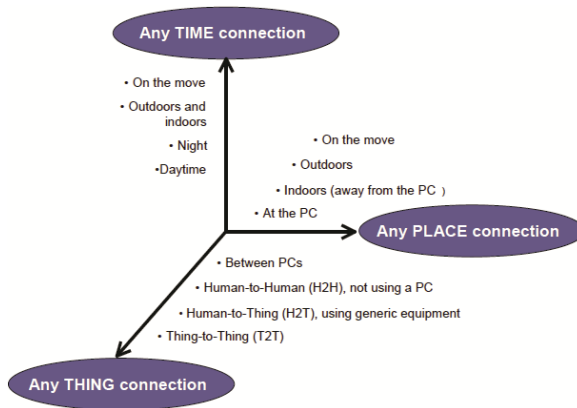 Any TIME connection
• On the move
• Outdoors and
indoors
• Night
•Daytime
• On the move
• Outdoors
• Indoors (away from the PC )
• At the PC
Any PLACE connection
• Between PCs
• Human-to-Human (H2H), not using a PC
• Human-to-Thing (H2T), using generic equipment
• Thing-to-Thing (T2T)
Any THING connection